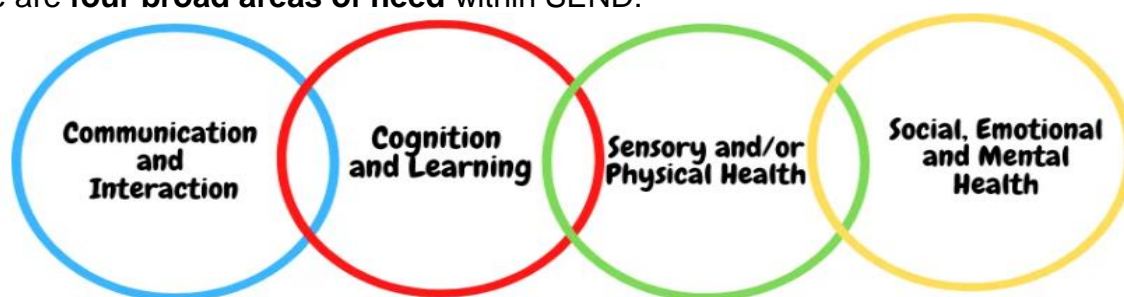 e are four broad areas of need within SEND:
Communication
and
Interaction
Cognition
and Learning
Sensory and/or
Physical Health
Social, Emotional
and Mental
Health